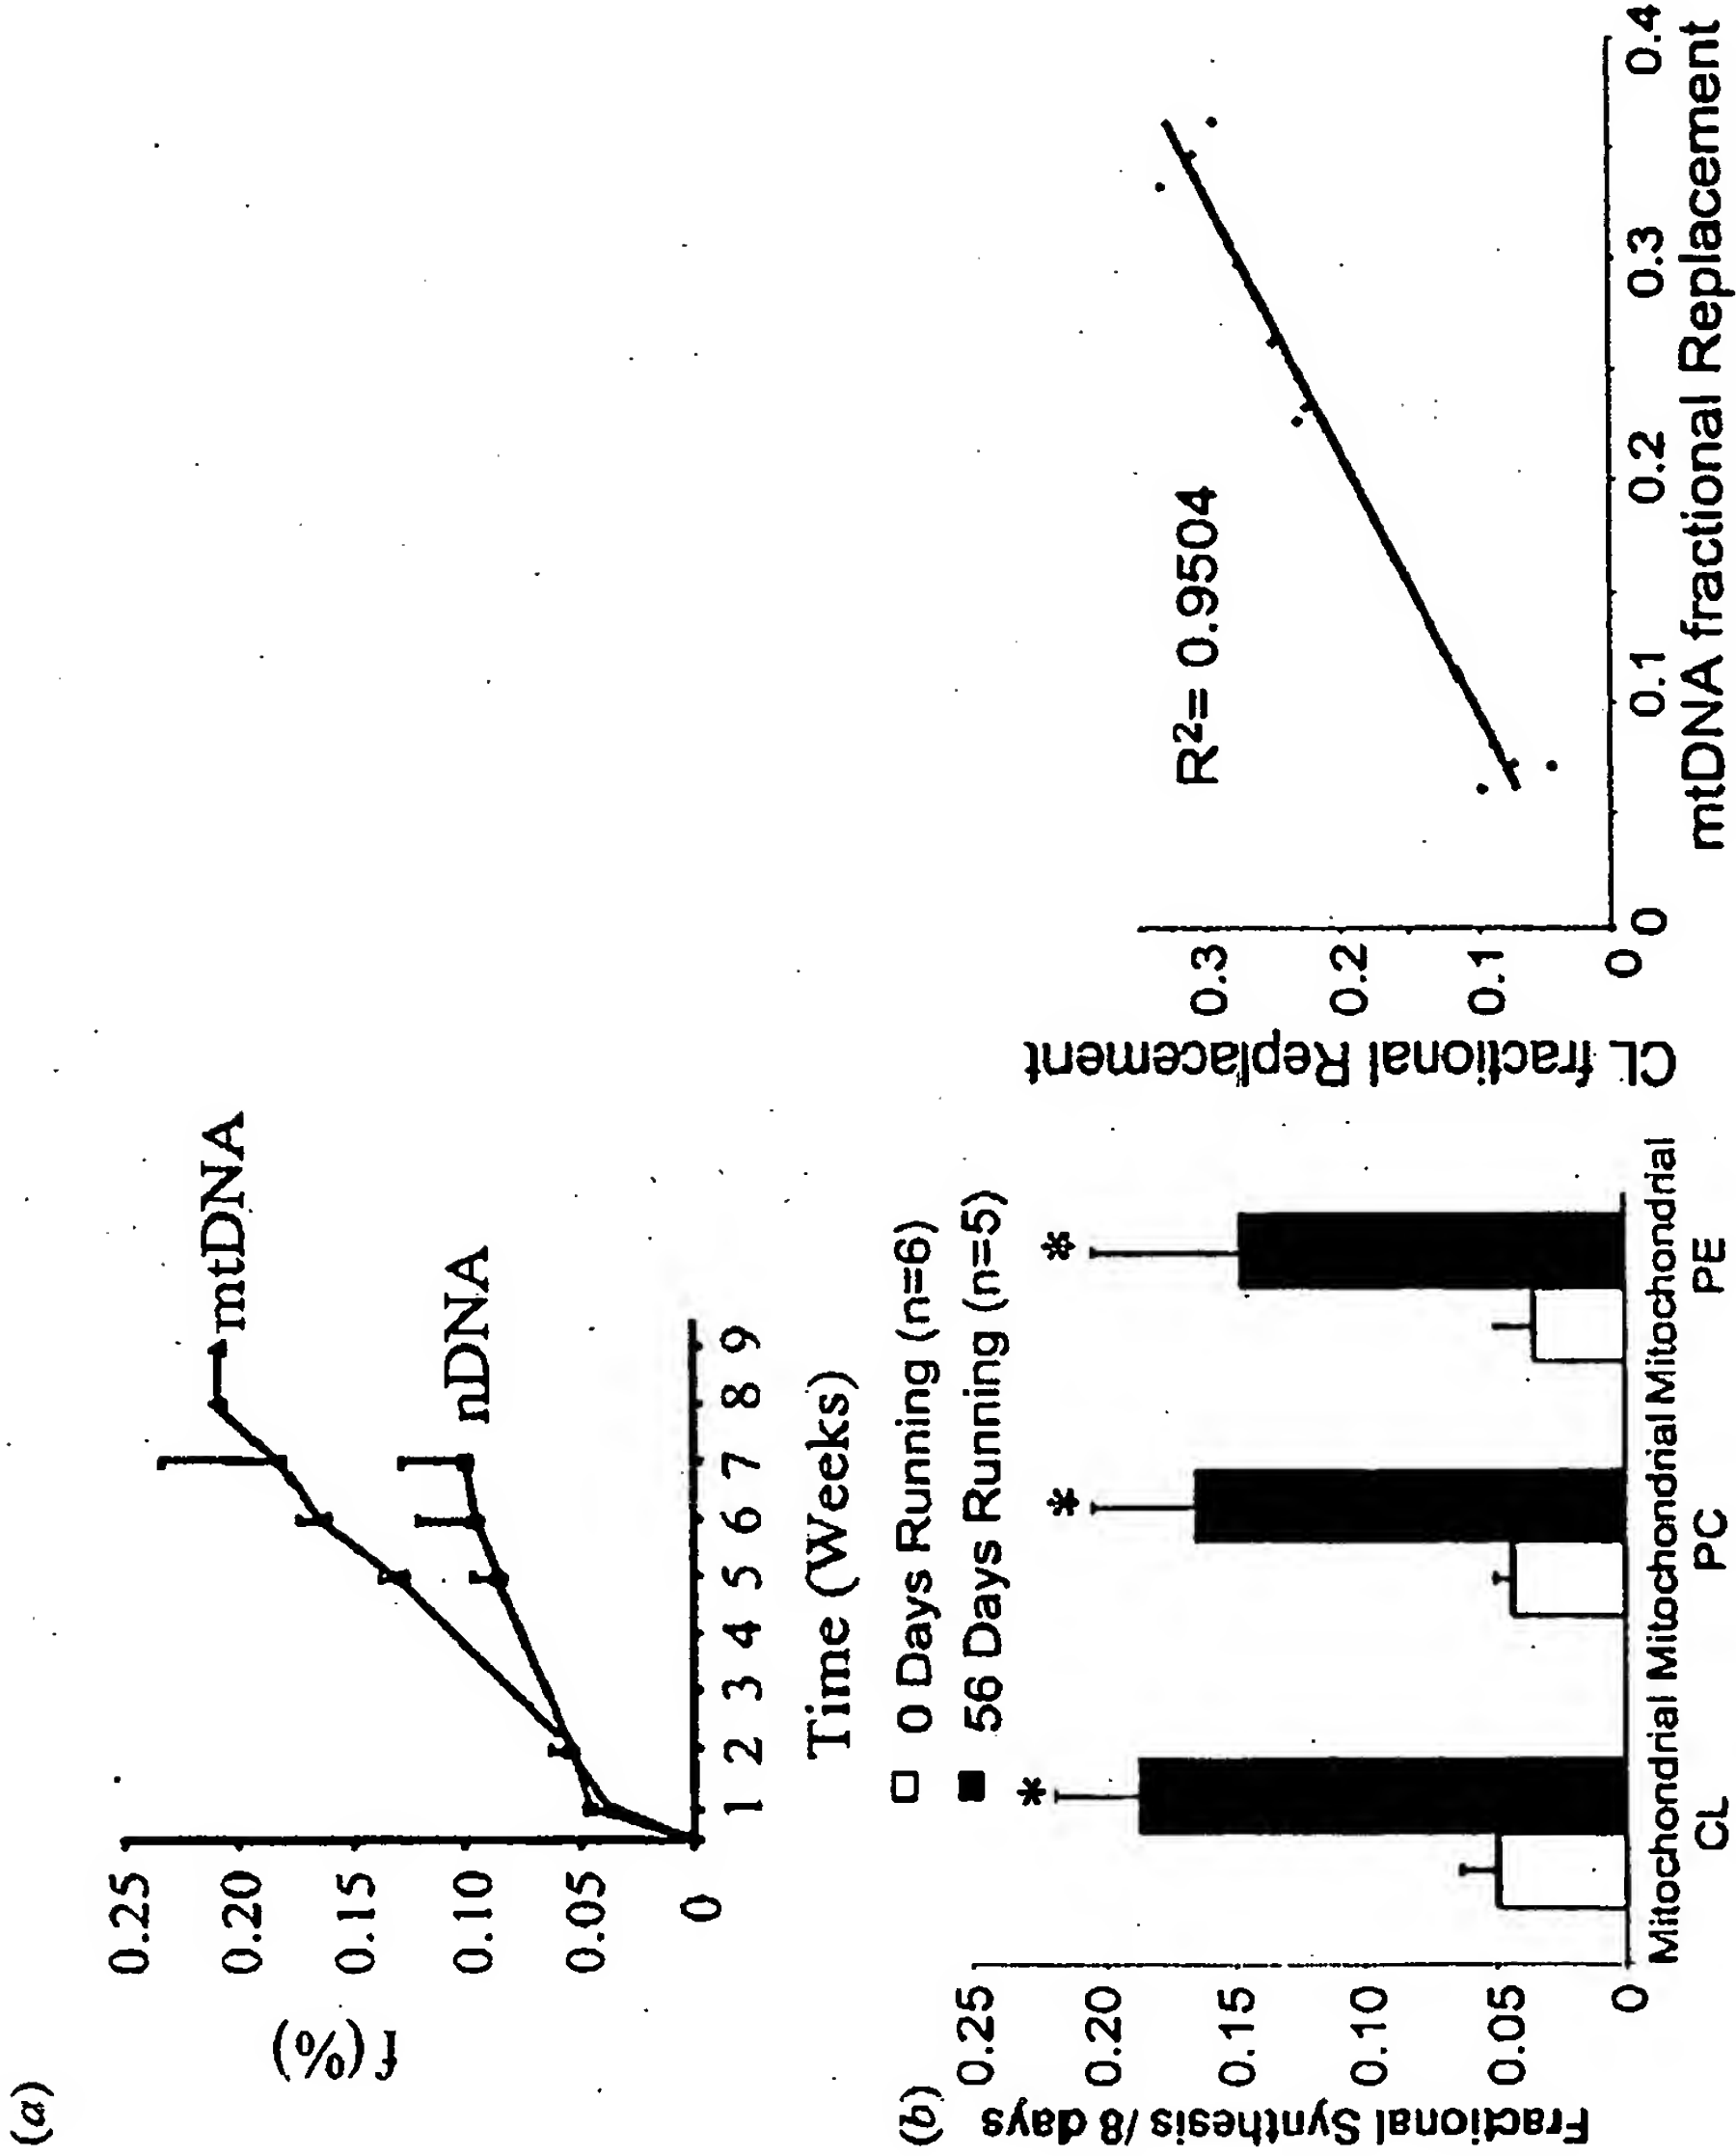 (a)
f(%)
0.25
0.20
0.15
0.10
0.05
0
1 2 3 4 5 6 7 8 9
Time (Weeks)
mtDNA
nDNA
(b)
0 Days Running (n=6)
56 Days Running (n=5)
Fractional Synthesis/8 days
0.25
0.20
0.15
0.10
0.05
0
* * *
Mitochondrial Mitochondrial Mitochondrial Mitochondrial
CL PC PE
CL fractional Replacement
0.3
0.2
0.1
0
R²= 0.9504
0 0.1 0.2 0.3 0.4
mtDNA fractional Replacement